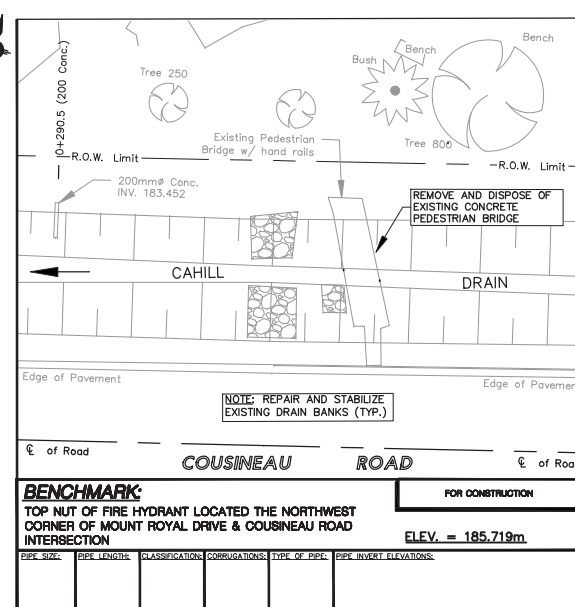 0+290.5 (200 Conc.)
Tree 250
Bush
Bench
Bench
Existing Pedestrian
Bridge w/ hand rails
Tree 800
R.O.W. Limit
R.O.W. Limit
200mmø Conc.
INV. 183.452
REMOVE AND DISPOSE OF
EXISTING CONCRETE
PEDESTRIAN BRIDGE
CAHILL DRAIN
Edge of Pavement
Edge of Pavemen
NOTE: REPAIR AND STABILIZE
EXISTING DRAIN BANKS (TYP.)
℄ of Road
COUSINEAU ROAD
℄ of Roa
BENCHMARK:
TOP NUT OF FIRE HYDRANT LOCATED THE NORTHWEST
CORNER OF MOUNT ROYAL DRIVE & COUSINEAU ROAD
INTERSECTION
FOR CONSTRUCTION
ELEV. = 185.719m
PIPE SIZE: PIPE LENGTH: CLASSIFICATION: CORRUGATIONS: TYPE OF PIPE: PIPE INVERT ELEVATIONS: